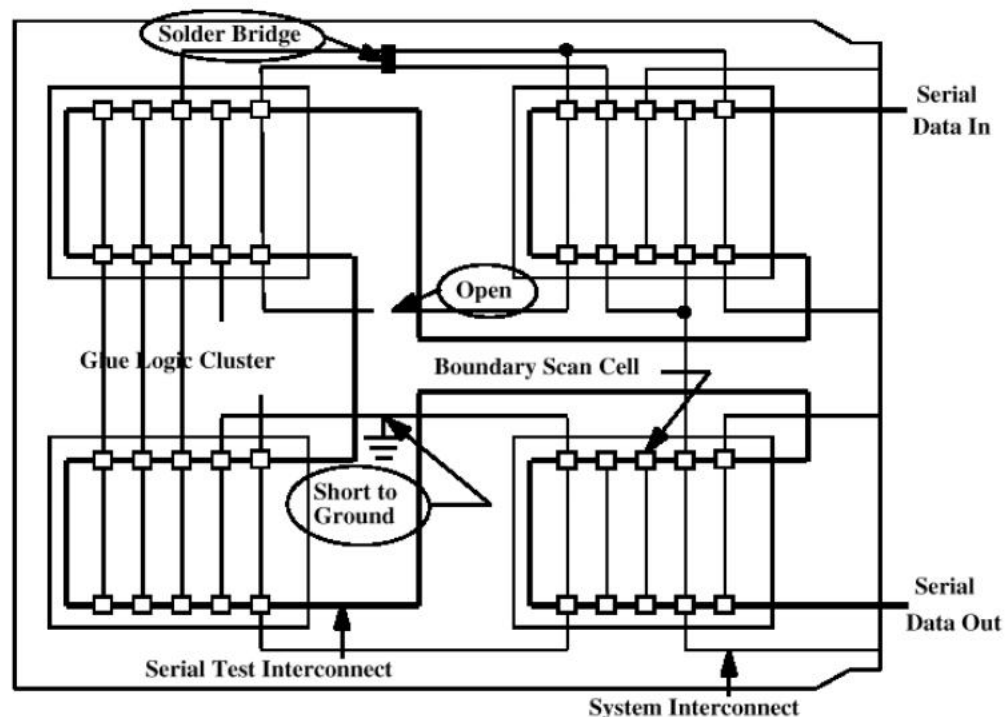 Solder Bridge
Serial
Data In
Open
Glue Logic Cluster
Boundary Scan Cell
Short to
Ground
Serial
Data Out
Serial Test Interconnect
System Interconnect